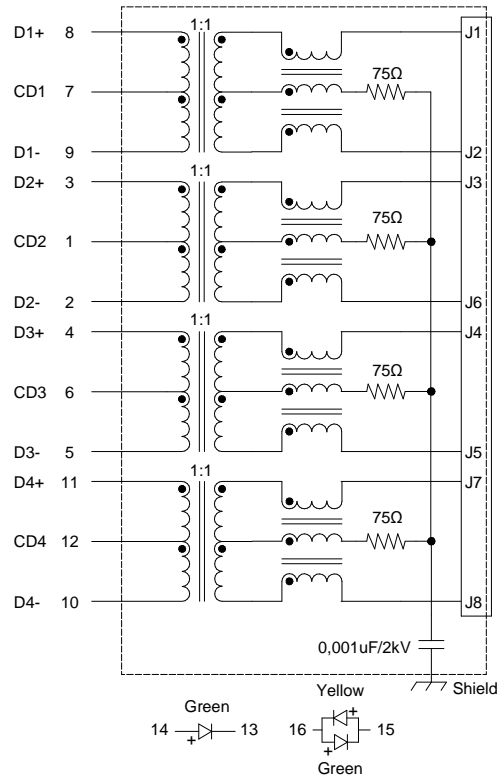 1:1
D1+ 8 J1
75Ω
CD1 7
D1- 9 J2
1:1
D2+ 3 J3
75Ω
CD2 1
D2- 2 J6
1:1
D3+ 4 J4
75Ω
CD3 6
D3- 5 J5
1:1
D4+ 11 J7
75Ω
CD4 12
D4- 10 J8
0,001uF/2kV
Shield
Green
14 + 13
Yellow
+
16 15
+
Green